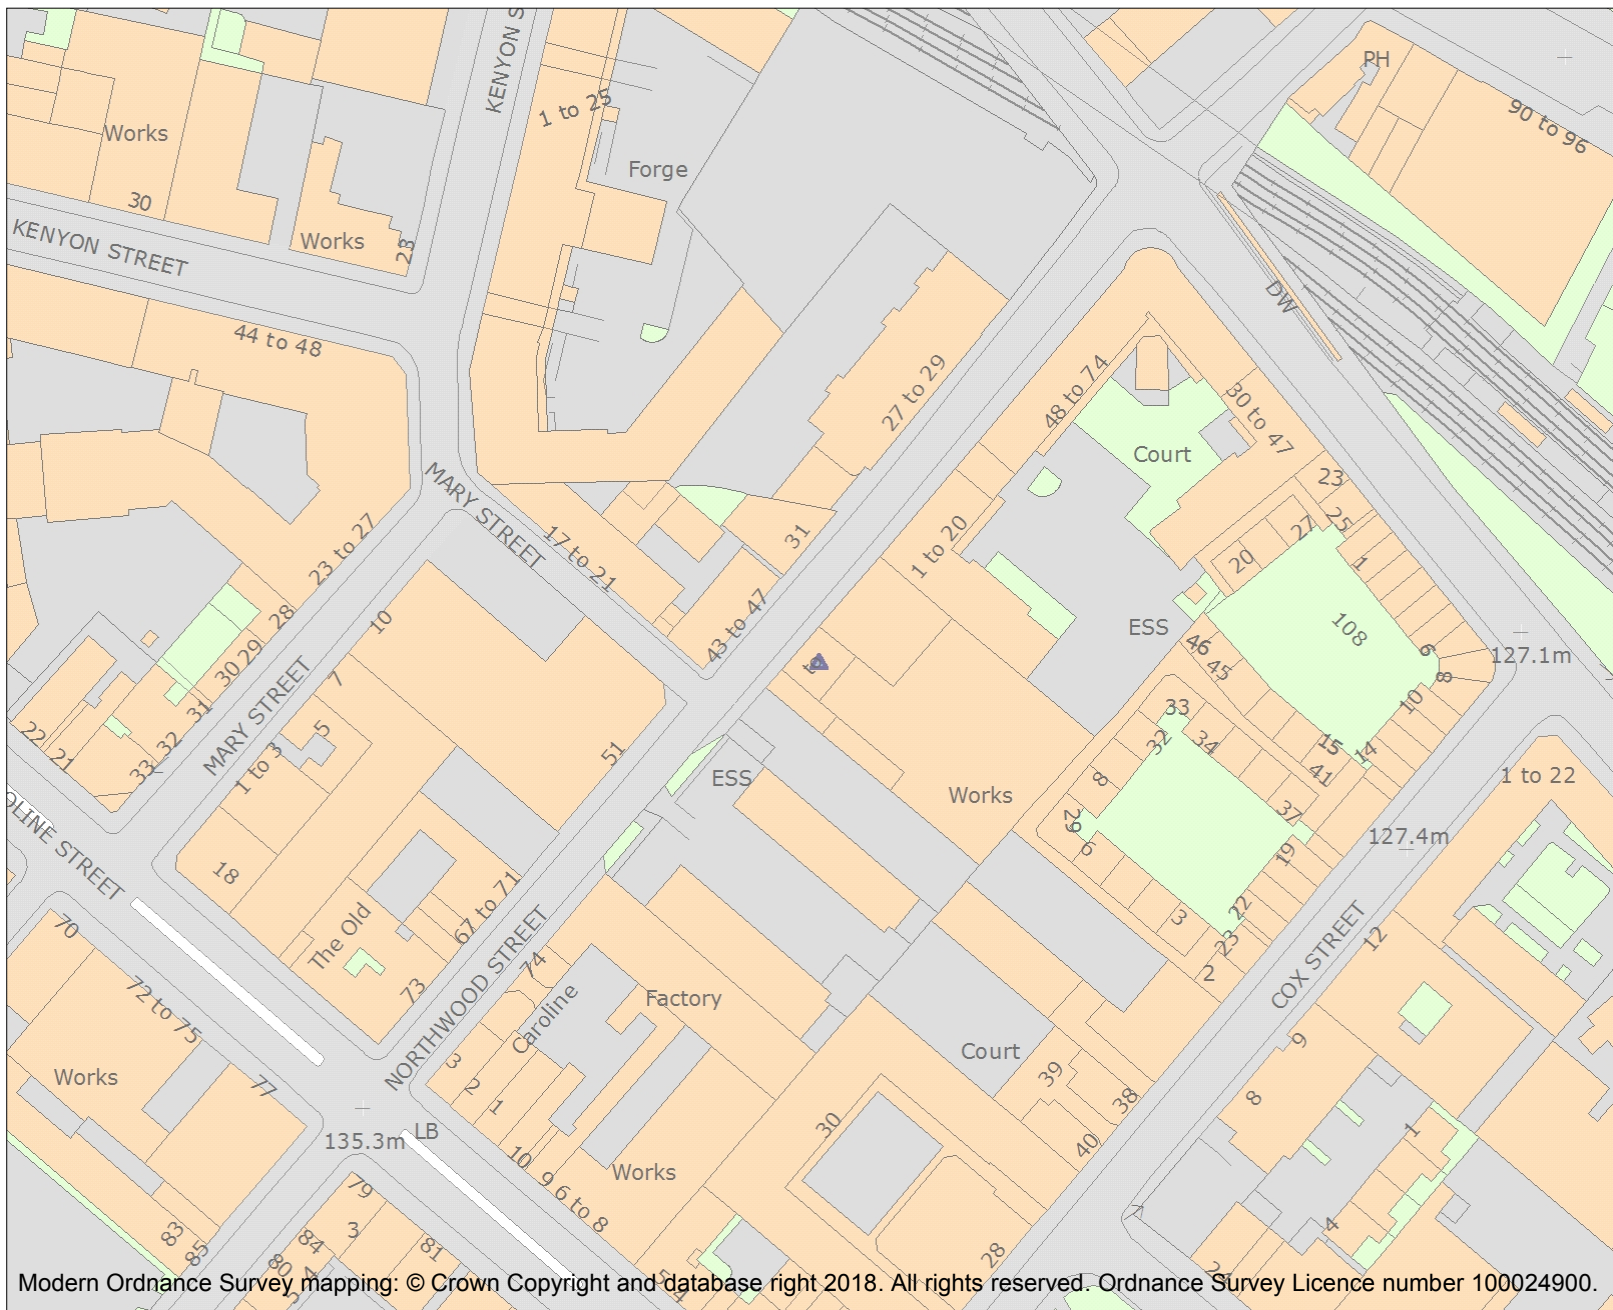 KENYON S
PH
90 to 96
1 to 25
Works
Forge
30
KENYON STREET
Works
23
DW
44 to 48
27 to 29
48 to 74
30 to 47
Court
23
MARY STREET
25
27
31
17 to 21
1 to 20
20
1
23 to 27
28
10
43 to 47
ESS
108
46
45
6
8
127.1m
30
29
7
31
MARY STREET
33
10
22
21
32
33
5
1 to 3
51
ESS
32
34
15
14
41
1 to 22
8
Works
37
29
6
127.4m
19
OLINE STREET
18
67 to 71
The Old
3
22
23
COX STREET
12
70
74
2
73
NORTHWOOD STREET
Caroline
Factory
72 to 75
9
Court
3
2
1
39
38
8
Works
77
30
1
135.3m
LB
40
10
9
6 to 8
Works
79
3
84
81
83
85
80
4
28
24
Modern Ordnance Survey mapping: © Crown Copyright and database right 2018. All rights reserved. Ordnance Survey Licence number 100024900.